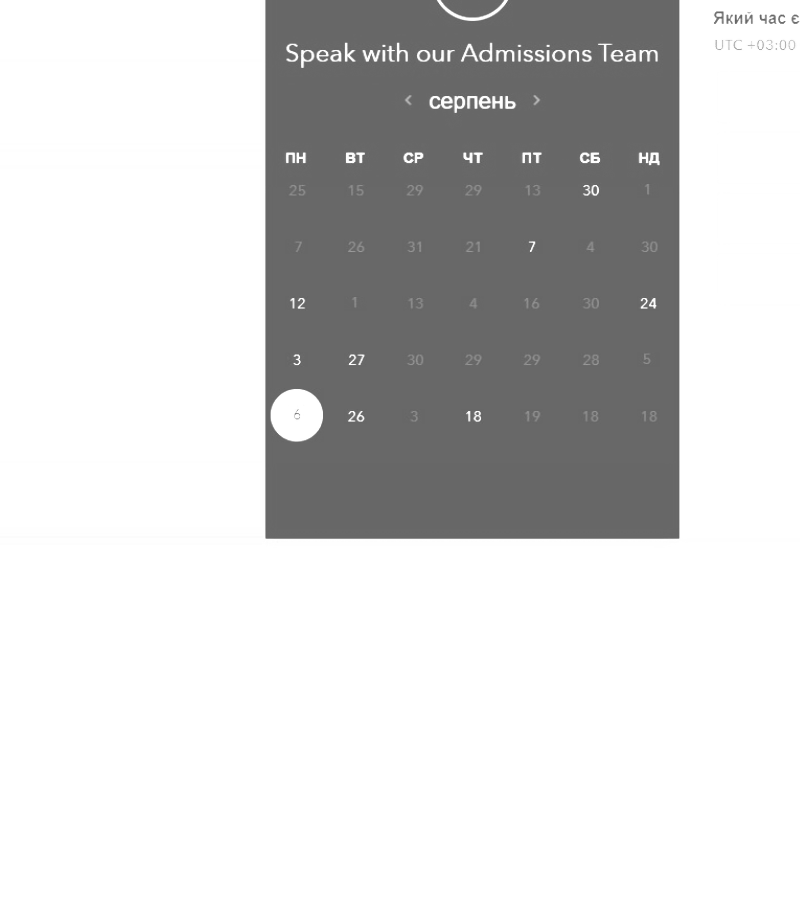 Який час є
UTC +03:00
Speak with our Admissions Team
< серпень >
ПН ВТ СР ЧТ ПТ СБ НД
25 15 29 29 13 30 1
7 26 31 21 7 4 30
12 1 13 4 16 30 24
3 27 30 29 29 28 5
6 26 3 18 19 18 18